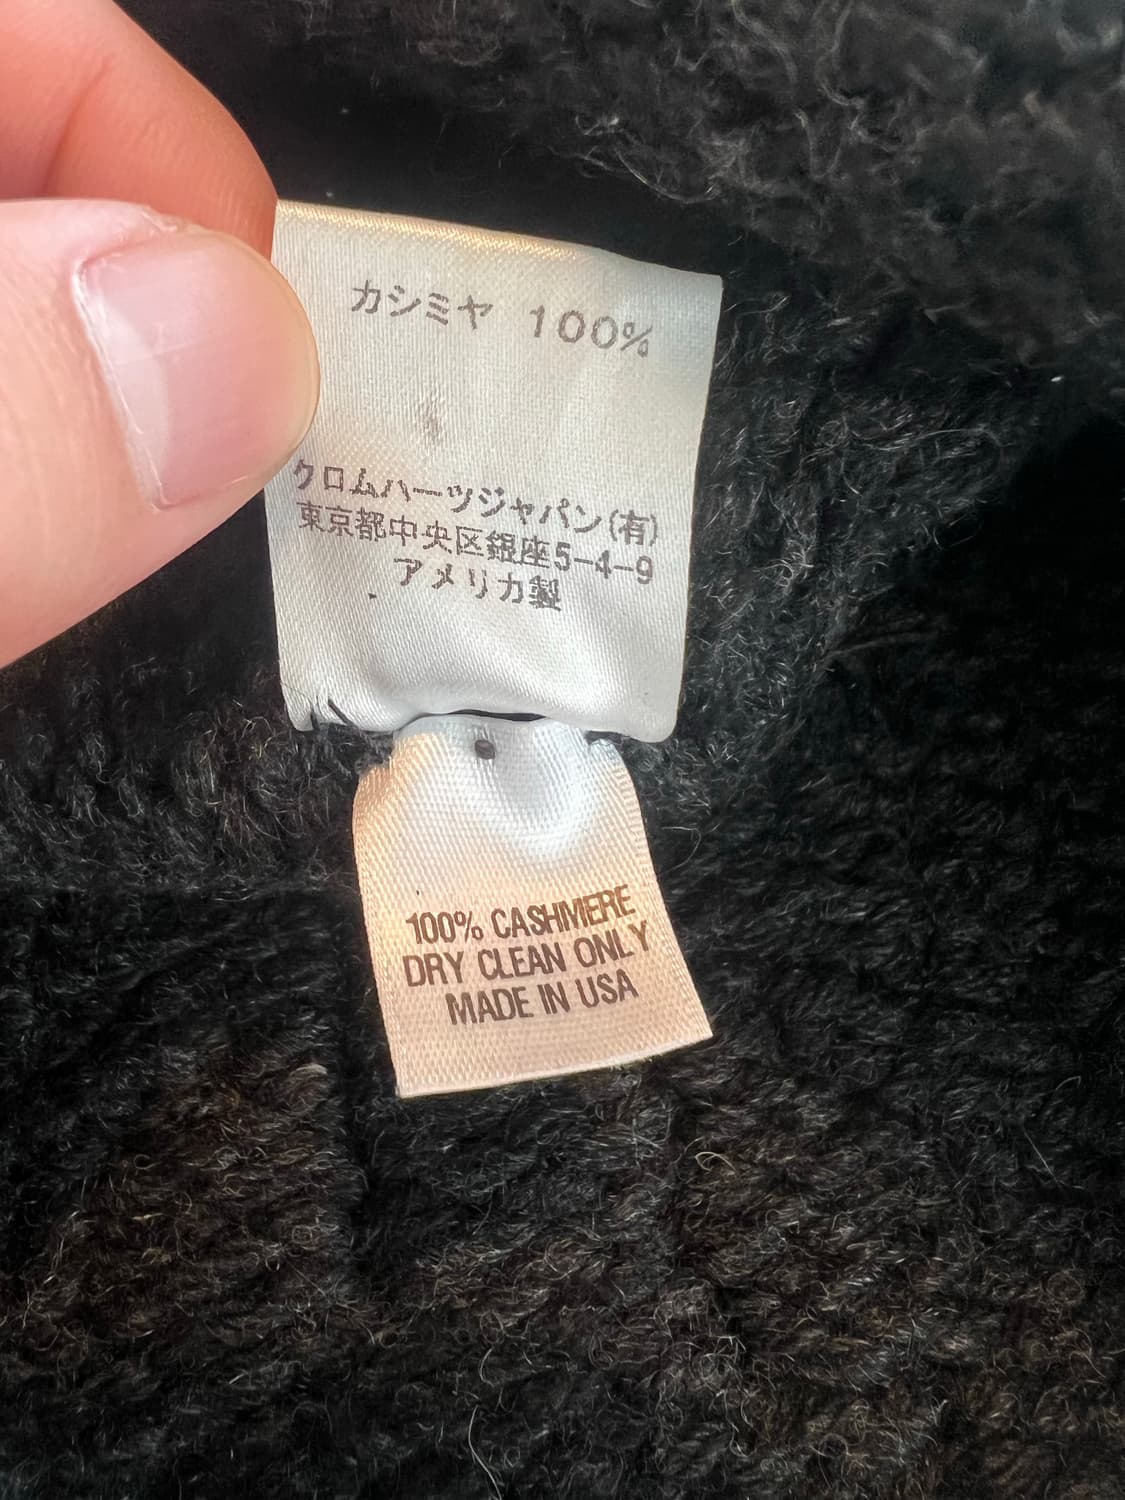 カシミヤ 100%
クロムハーツジャパン(有)
東京都中央区銀座5-4-9
アメリカ製
100% CASHMERE
DRY CLEAN ONLY
MADE IN USA